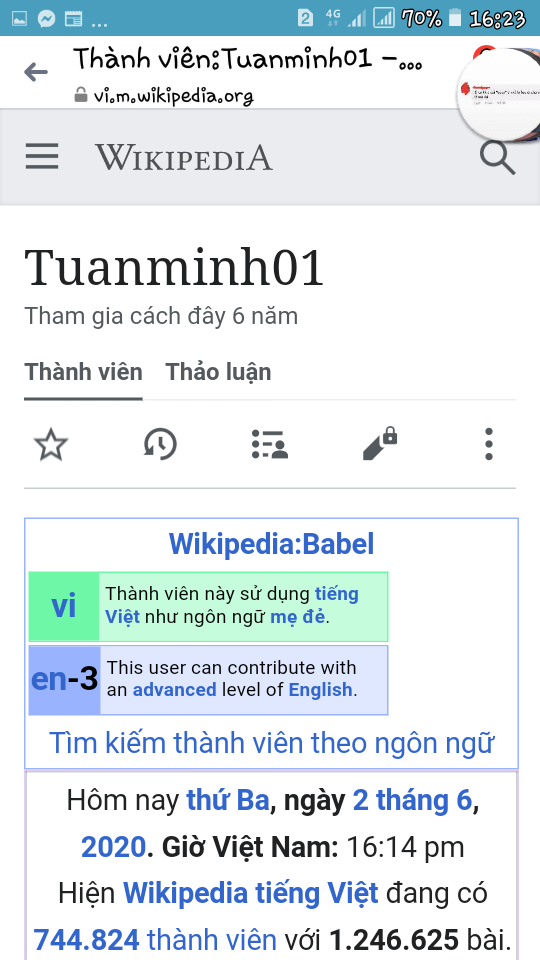 ... 2 4G 70% 16:23
Thành viên:Tuanminh01 –...
vi.m.wikipedia.org
WIKIPEDIA
Tuanminh01
Tham gia cách đây 6 năm
Thành viên Thảo luận
Wikipedia:Babel
vi Thành viên này sử dụng tiếng
Việt như ngôn ngữ mẹ đẻ.
en-3 This user can contribute with
an advanced level of English.
Tìm kiếm thành viên theo ngôn ngữ
Hôm nay thứ Ba, ngày 2 tháng 6,
2020. Giờ Việt Nam: 16:14 pm
Hiện Wikipedia tiếng Việt đang có
744.824 thành viên với 1.246.625 bài.